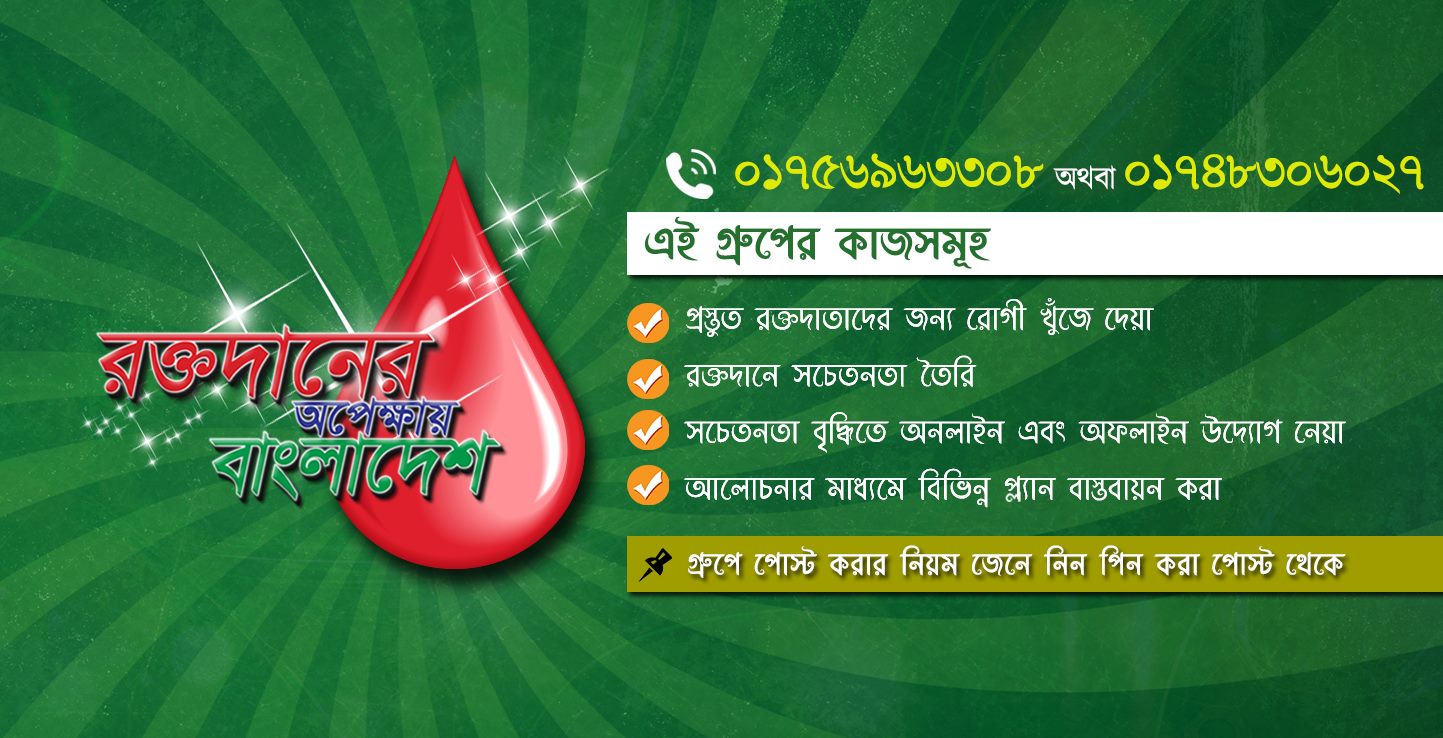 রক্তদানের
অপেক্ষায়
বাংলাদেশ
০১৭৫৬৯৬৩৩০৮ অথবা ০১৭৪৮৩০৬০২৭
এই গ্রুপের কাজসমূহ
প্রস্তুত রক্তদাতাদের জন্য রোগী খুঁজে দেয়া
রক্তদানে সচেতনতা তৈরি
সচেতনতা বৃদ্ধিতে অনলাইন এবং অফলাইন উদ্যোগ নেয়া
আলোচনার মাধ্যমে বিভিন্ন প্ল্যান বাস্তবায়ন করা
গ্রুপে পোস্ট করার নিয়ম জেনে নিন পিন করা পোস্ট থেকে